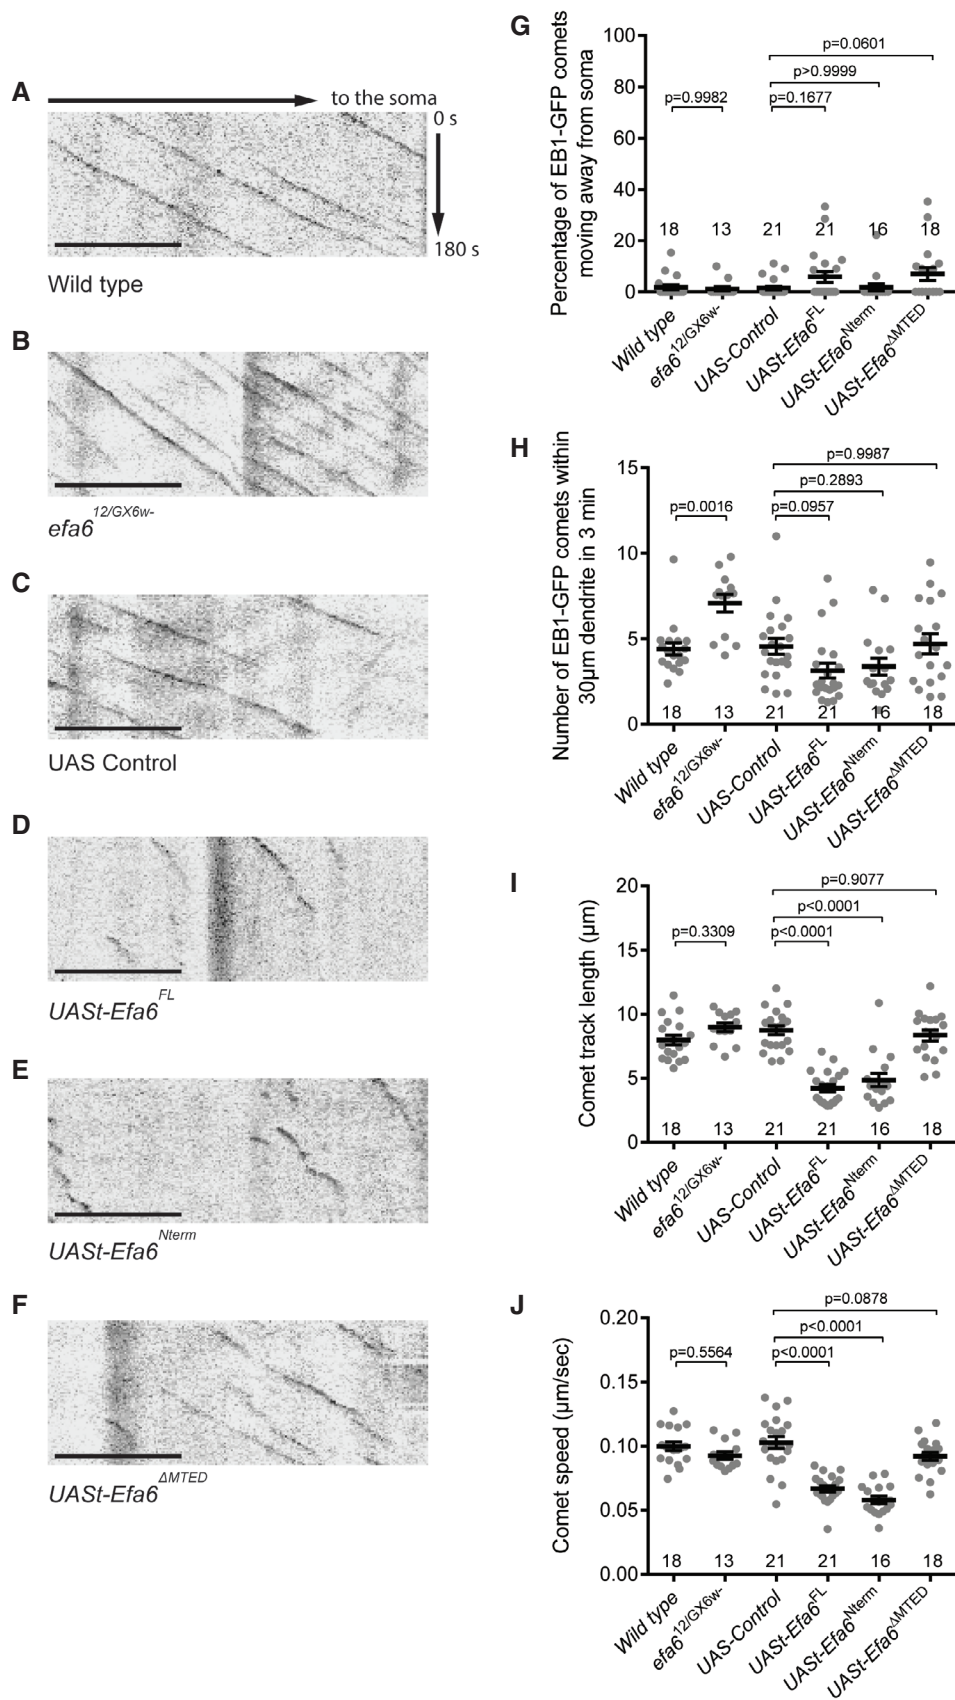 A
to the soma
0 s
180 s
Wild type
B
efa6 12/GX6w-
C
UAS Control
D
USt-Efa6 FL
E
UASt-Efa6 Nterm
F
UASt-Efa6 ΔMTED
G
Percentage of EB1-GFP comets
moving away from soma
100
80
60
40
20
0
p=0.0601
p>0.9999
p=0.9982
p=0.1677
18 13 21 21 16 18
Wild type
efa6 12/GX6w-
UAS-Control
UASt-Efa6 FL
UASt-Efa6 Nterm
UASt-Efa6 ΔMTED
H
Number of EB1-GFP comets within
30μm dendrite in 3 min
15
10
5
0
p=0.9987
p=0.2893
p=0.0016
p=0.0957
18 13 21 21 16 18
Wild type
efa6 12/GX6w-
UAS-Control
UASt-Efa6 FL
UASt-Efa6 Nterm
UASt-Efa6 ΔMTED
I
Comet track length (μm)
20
15
10
5
0
p=0.9077
p<0.0001
p=0.3309
p<0.0001
18 13 21 21 16 18
Wild type
efa6 12/GX6w-
UAS-Control
UASt-Efa6 FL
UASt-Efa6 Nterm
UASt-Efa6 ΔMTED
J
Comet speed (μm/sec)
0.20
0.15
0.10
0.05
0.00
p=0.0878
p<0.0001
p=0.5564
p<0.0001
18 13 21 21 16 18
Wild type
efa6 12/GX6w-
UAS-Control
UASt-Efa6 FL
UASt-Efa6 Nterm
UASt-Efa6 ΔMTED